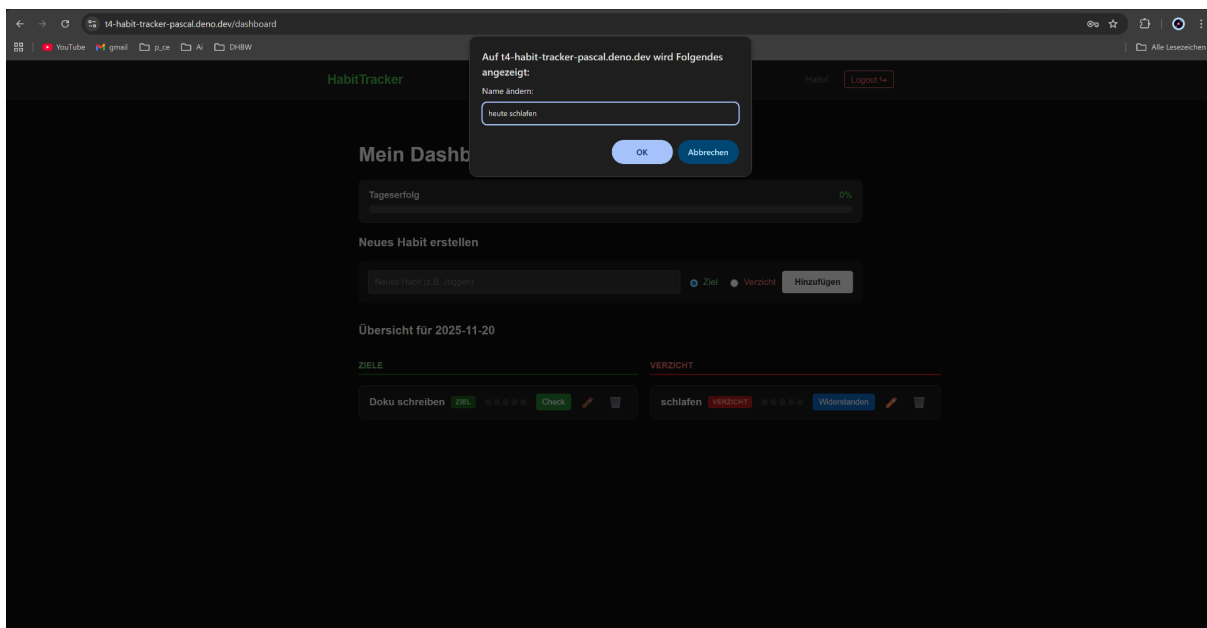 t4-habit-tracker-pascal.deno.dev/dashboard
YouTube gmail p_ce Ai DHBW Alle Lesezeichen
Auf t4-habit-tracker-pascal.deno.dev wird Folgendes
angezeigt:
Name ändern:
heute schlafen
OK Abbrechen
HabitTracker Hallo! Logout
Mein Dashb
Tageserfolg 0%
Neues Habit erstellen
Neues Habit (z.B. Joggen) Ziel Verzicht Hinzufügen
Übersicht für 2025-11-20
ZIELE VERZICHT
Doku schreiben ZIEL Check schlafen VERZICHT Widerstanden